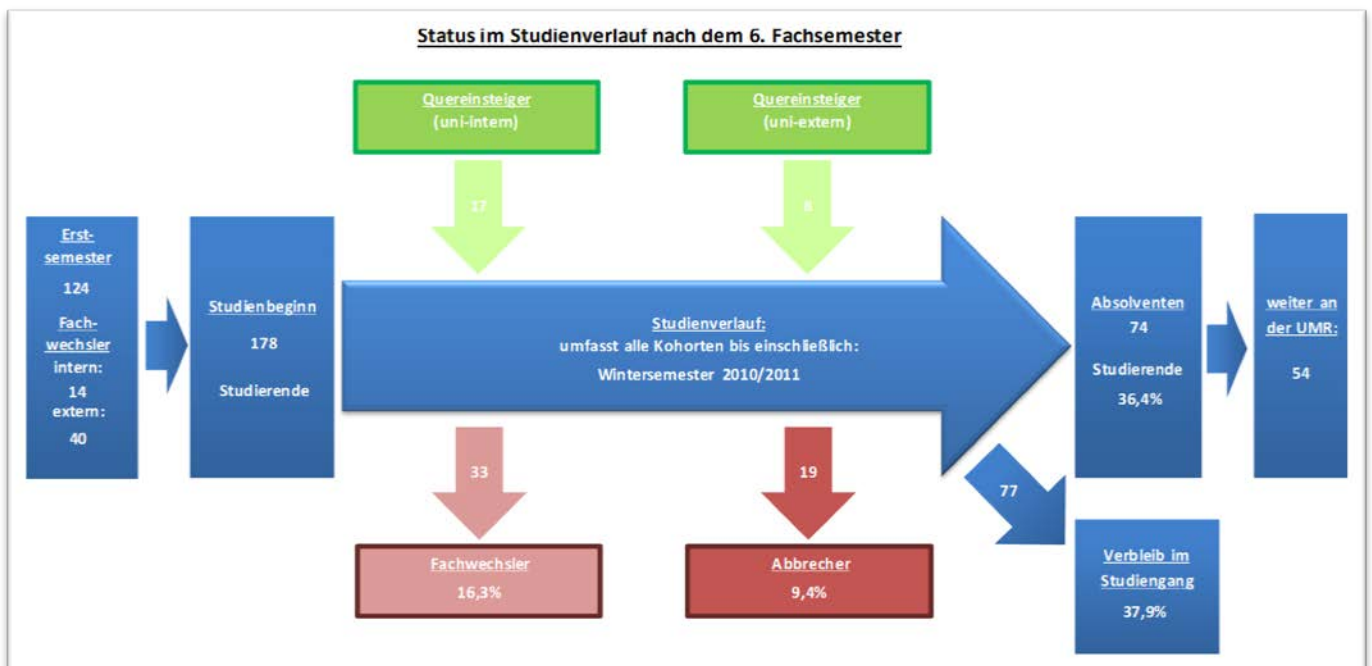 Status im Studienverlauf nach dem 6. Fachsemester
Quereinsteiger
(uni-intern)
Quereinsteiger
(uni-extern)
17
8
Erst-
semester
124
Fach-
wechsler
intern:
14
extern:
40
Studienbeginn
178
Studierende
Studienverlauf:
umfasst alle Kohorten bis einschließlich:
Wintersemester 2010/2011
Absolventen
74
Studierende
36,4%
weiter an
der UMR:
54
33
19
77
Fachwechsler
16,3%
Abbrecher
9,4%
Verbleib im
Studiengang
37,9%